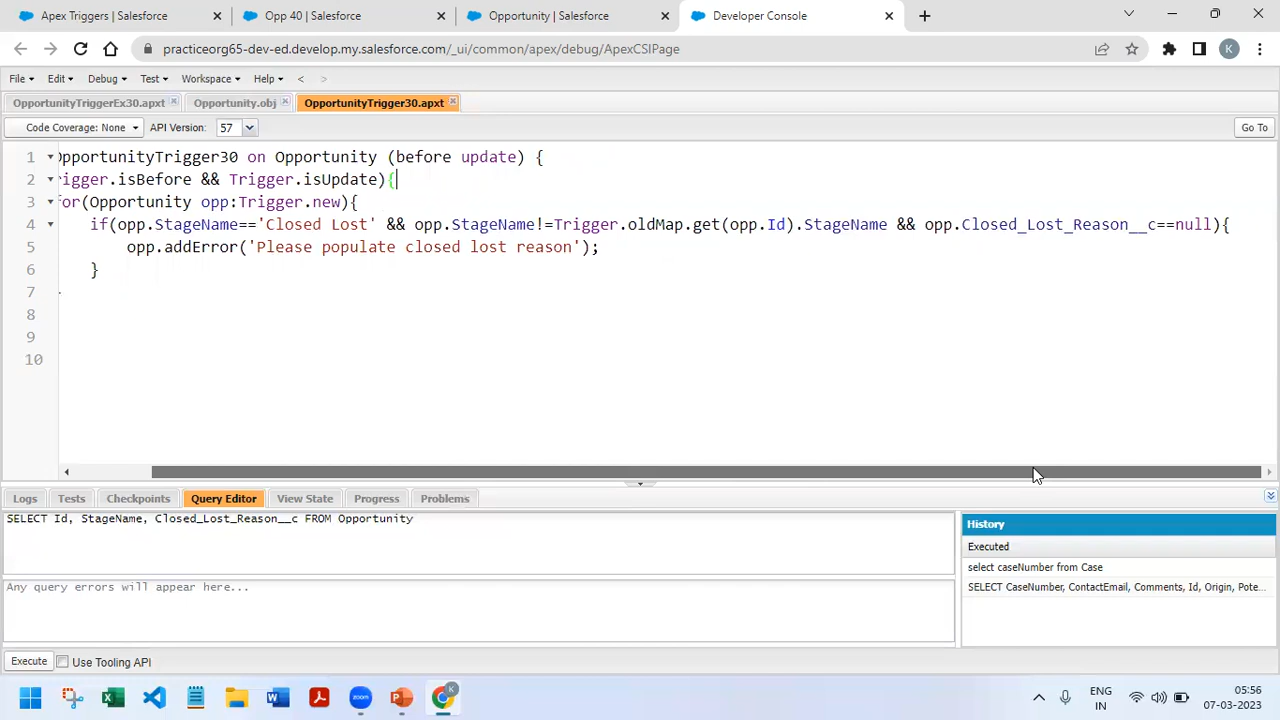 Apex Triggers | Salesforce
Opp 40 | Salesforce
Opportunity | Salesforce
Developer Console
practiceorg65-dev-ed.develop.my.salesforce.com/_ui/common/apex/debug/ApexCSIPage
K
File Edit Debug Test Workspace Help < >
OpportunityTriggerEx30.apxt
Opportunity.obj
OpportunityTrigger30.apxt
Code Coverage: None API Version: 57 Go To
1 OpportunityTrigger30 on Opportunity (before update) {
2 rigger.isBefore && Trigger.isUpdate){
3 for(Opportunity opp:Trigger.new){
4 if(opp.StageName=='Closed Lost' && opp.StageName!=Trigger.oldMap.get(opp.Id).StageName && opp.Closed_Lost_Reason__c==null){
5 opp.addError('Please populate closed lost reason');
6 }
7
8
9
10
Logs Tests Checkpoints Query Editor View State Progress Problems
SELECT Id, StageName, Closed_Lost_Reason__c FROM Opportunity
Any query errors will appear here...
History
Executed
select caseNumber from Case
SELECT CaseNumber, ContactEmail, Comments, Id, Origin, Pote...
Execute Use Tooling API
zoom
K
ENG
IN
05:56
07-03-2023